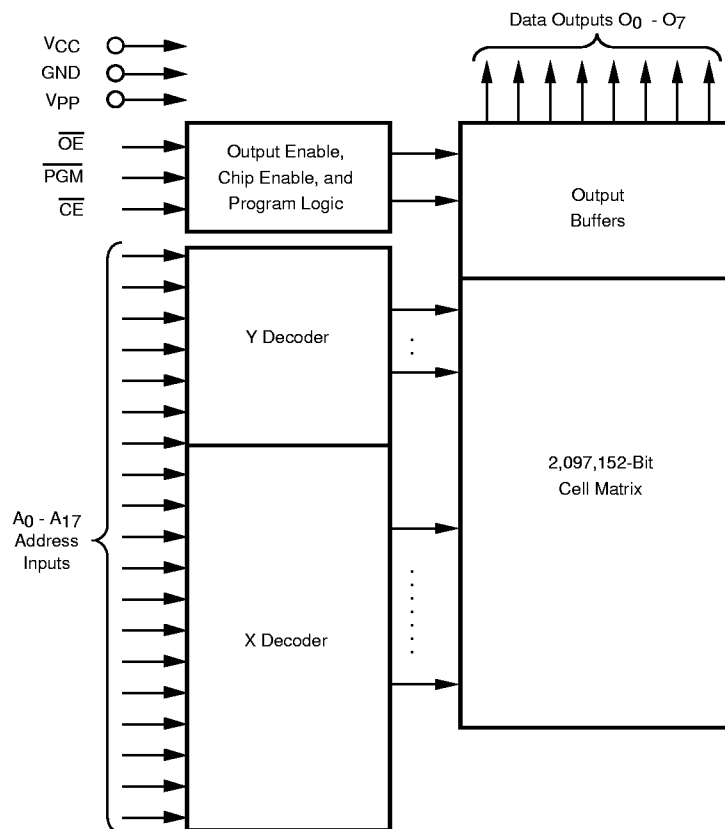 Data Outputs O0 - O7
VCC
GND
VPP
OE
PGM
CE
Output Enable,
Chip Enable, and
Program Logic
Output
Buffers
Y Decoder
2,097,152-Bit
Cell Matrix
A0 - A17
Address
Inputs
X Decoder